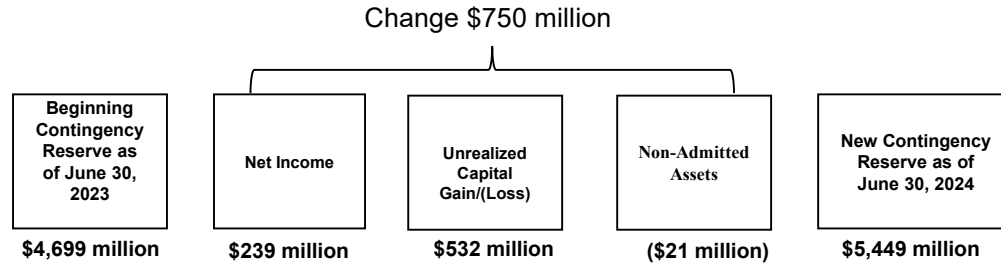 Change $750 million
Beginning
Contingency
Reserve as
of June 30,
2023
Net Income
Unrealized
Capital
Gain/(Loss)
Non-Admitted
Assets
New Contingency
Reserve as of
June 30, 2024
$4,699 million
$239 million
$532 million
($21 million)
$5,449 million